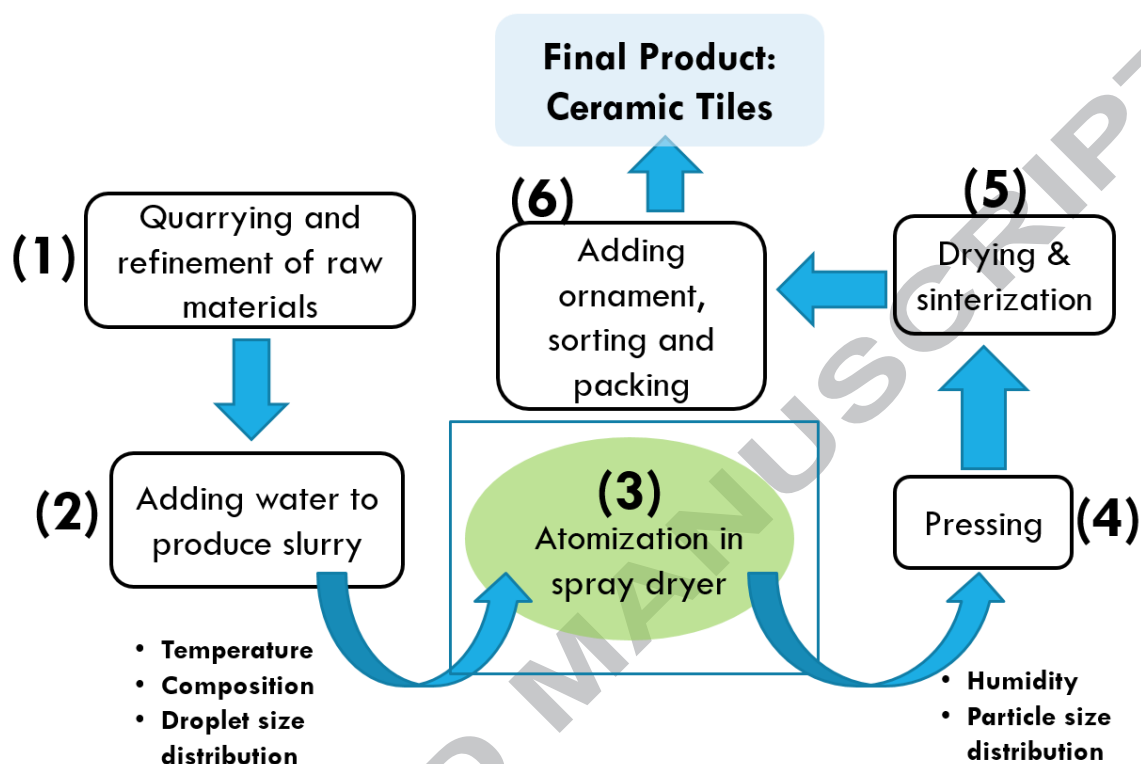 Final Product:
Ceramic Tiles
(1)
Quarrying and
refinement of raw
materials
(2)
Adding water to
produce slurry
• Temperature
• Composition
• Droplet size
distribution
(3)
Atomization in
spray dryer
• Humidity
• Particle size
distribution
(4)
Pressing
(5)
Drying &
sinterization
(6)
Adding
ornament,
sorting and
packing
MANUSCRIPT